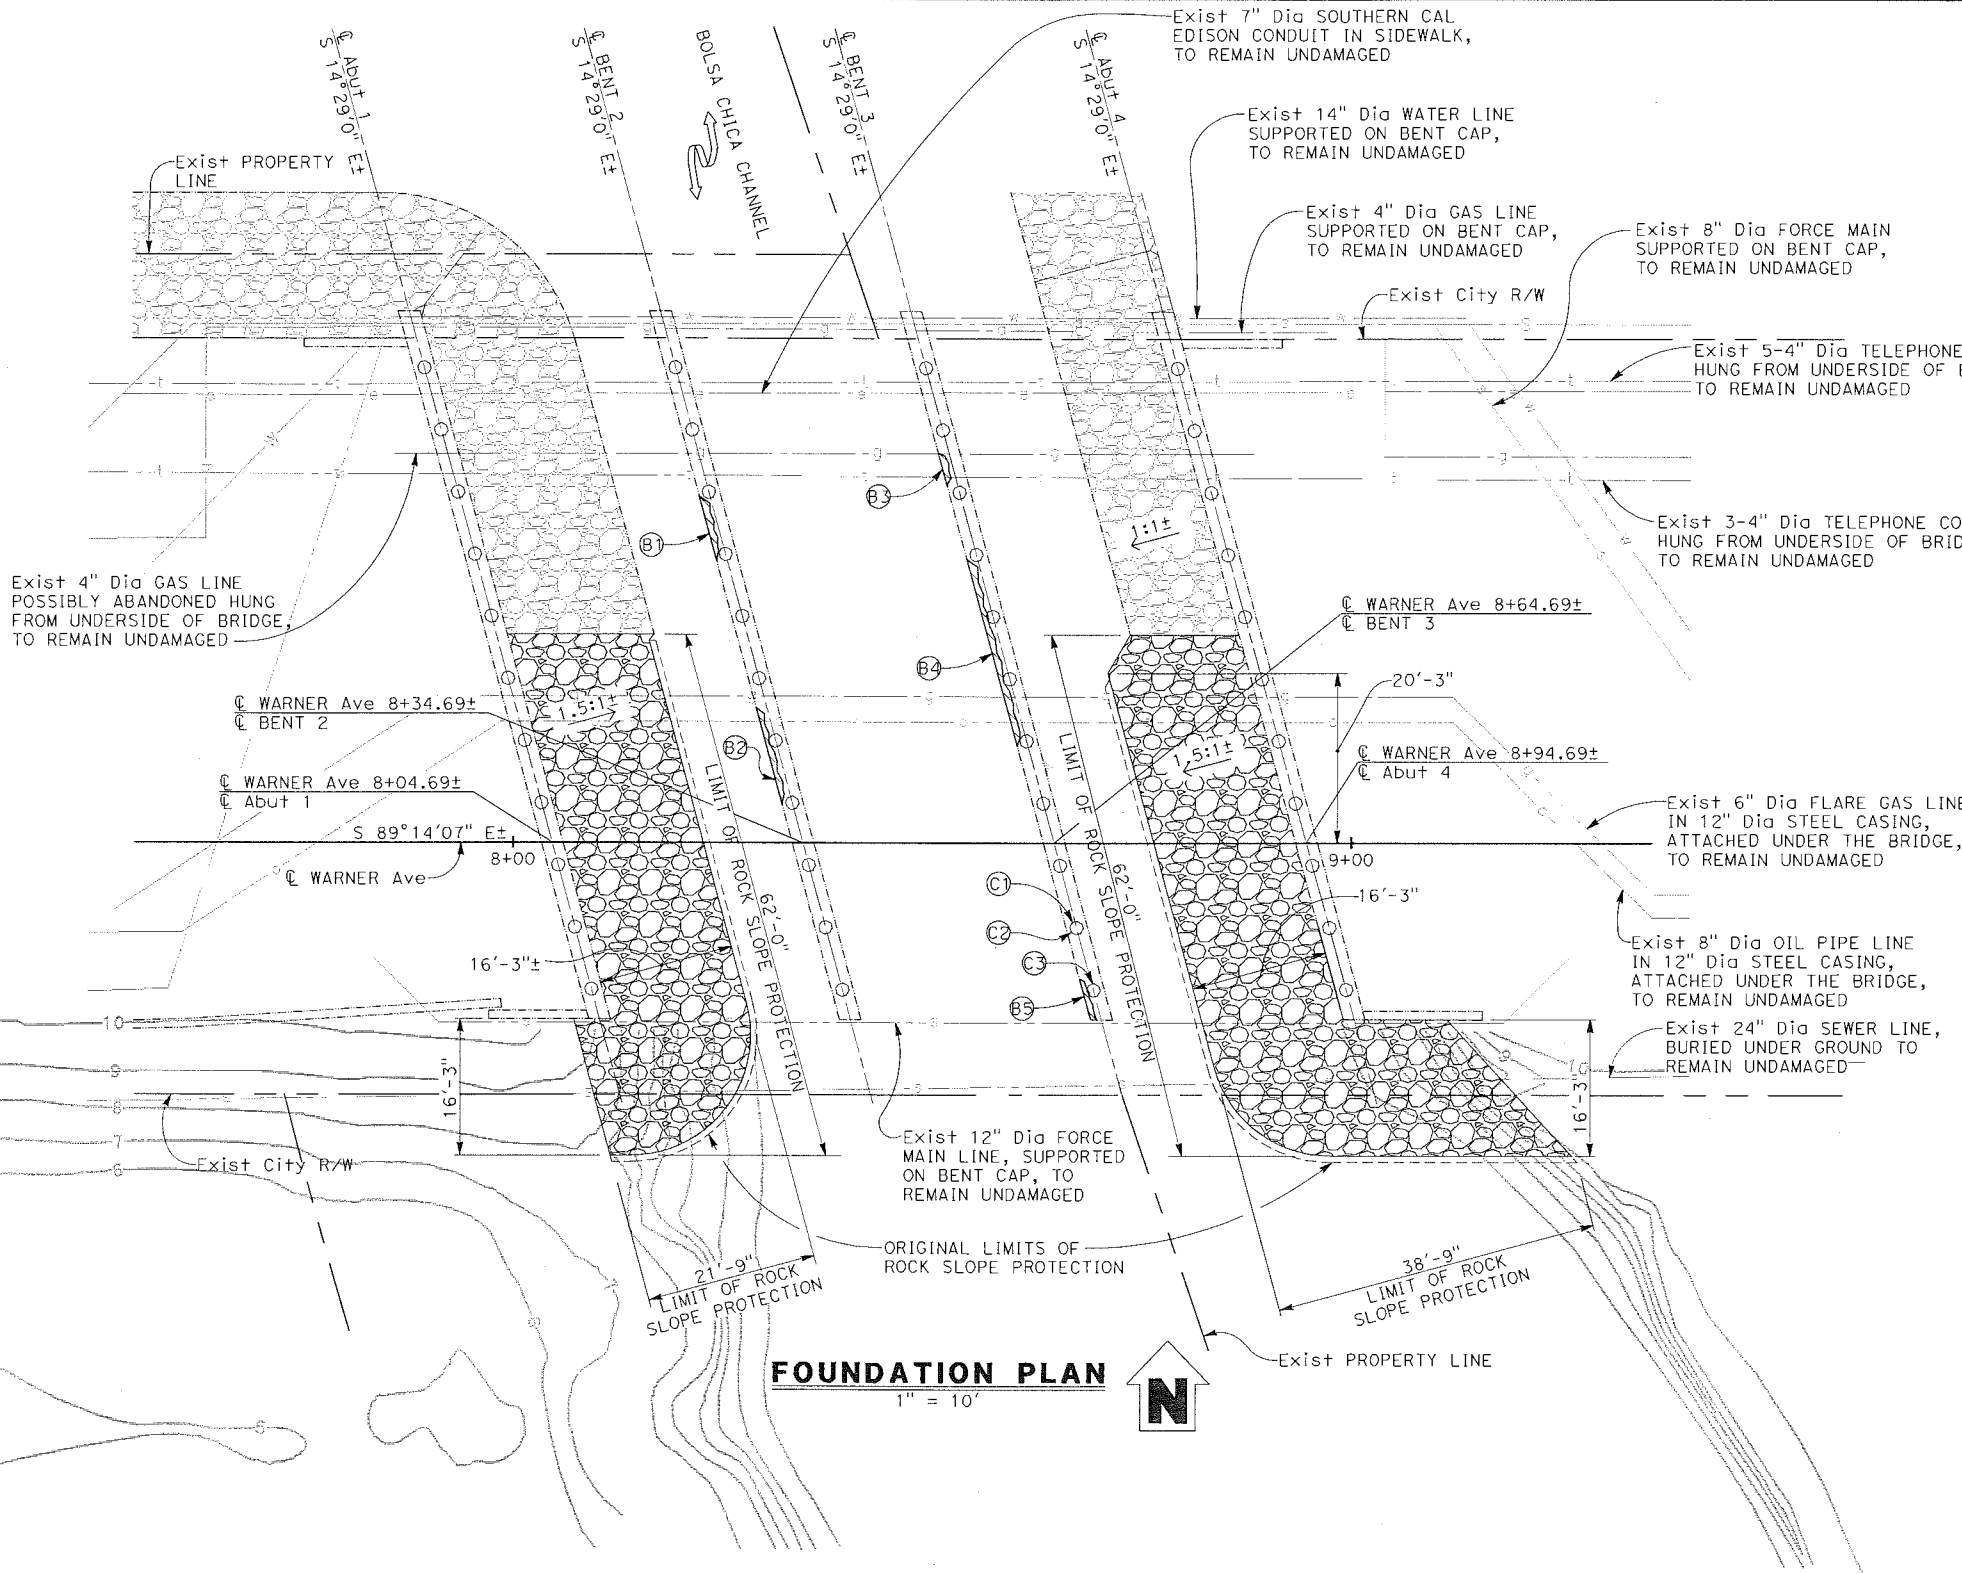 Exist 7" Dia SOUTHERN CAL
EDISON CONDUIT IN SIDEWALK,
TO REMAIN UNDAMAGED
℄ Abut 1
S 14°29'0" E±
℄ BENT 2
S 14°29'0" E±
BOLSA CHICA CHANNEL
℄ BENT 3
S 14°29'0" E±
℄ Abut 4
S 14°29'0" E±
Exist 14" Dia WATER LINE
SUPPORTED ON BENT CAP,
TO REMAIN UNDAMAGED
Exist PROPERTY
LINE
Exist 4" Dia GAS LINE
SUPPORTED ON BENT CAP,
TO REMAIN UNDAMAGED
Exist 8" Dia FORCE MAIN
SUPPORTED ON BENT CAP,
TO REMAIN UNDAMAGED
Exist City R/W
Exist 5-4" Dia TELEPHONE
HUNG FROM UNDERSIDE OF
TO REMAIN UNDAMAGED
B3
Exist 3-4" Dia TELEPHONE CO
HUNG FROM UNDERSIDE OF BRID
TO REMAIN UNDAMAGED
B1
1:1±
Exist 4" Dia GAS LINE
POSSIBLY ABANDONED HUNG
FROM UNDERSIDE OF BRIDGE,
TO REMAIN UNDAMAGED
℄ WARNER Ave 8+64.69±
℄ BENT 3
B4
20'-3"
℄ WARNER Ave 8+34.69±
℄ BENT 2
1.5:1±
B2
1.5:1±
℄ WARNER Ave 8+94.69±
℄ Abut 4
℄ WARNER Ave 8+04.69±
℄ Abut 1
Exist 6" Dia FLARE GAS LINE
IN 12" Dia STEEL CASING,
ATTACHED UNDER THE BRIDGE,
TO REMAIN UNDAMAGED
S 89°14'07" E±
8+00
9+00
℄ WARNER Ave
62'-0"
LIMIT OF ROCK SLOPE PROTECTION
62'-0"
LIMIT OF ROCK SLOPE PROTECTION
C1
C2
C3
B5
16'-3"
16'-3"±
Exist 8" Dia OIL PIPE LINE
IN 12" Dia STEEL CASING,
ATTACHED UNDER THE BRIDGE,
TO REMAIN UNDAMAGED
10
9
8
7
6
16'-3"
9
10
16'-3"
Exist 24" Dia SEWER LINE,
BURIED UNDER GROUND TO
REMAIN UNDAMAGED
Exist City R/W
Exist 12" Dia FORCE
MAIN LINE, SUPPORTED
ON BENT CAP, TO
REMAIN UNDAMAGED
ORIGINAL LIMITS OF
ROCK SLOPE PROTECTION
21'-9"
LIMIT OF ROCK
SLOPE PROTECTION
38'-9"
LIMIT OF ROCK
SLOPE PROTECTION
7
8
6
FOUNDATION PLAN
1" = 10'
N
Exist PROPERTY LINE